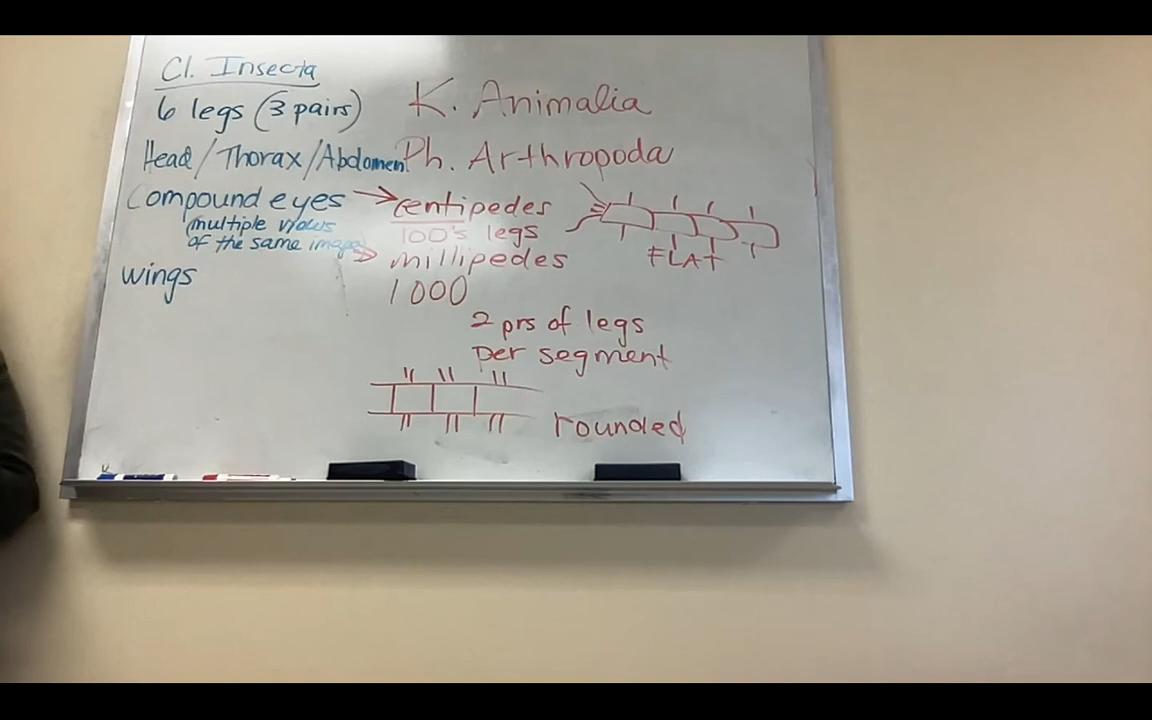 Cl. Insecta
6 legs (3 pairs)
Head/Thorax/Abdomen
Compound eyes
(multiple views
of the same image)
wings
K. Animalia
Ph. Arthropoda
centipedes
100's legs
FLAT
millipedes
1000
2 prs of legs
per segment
rounded